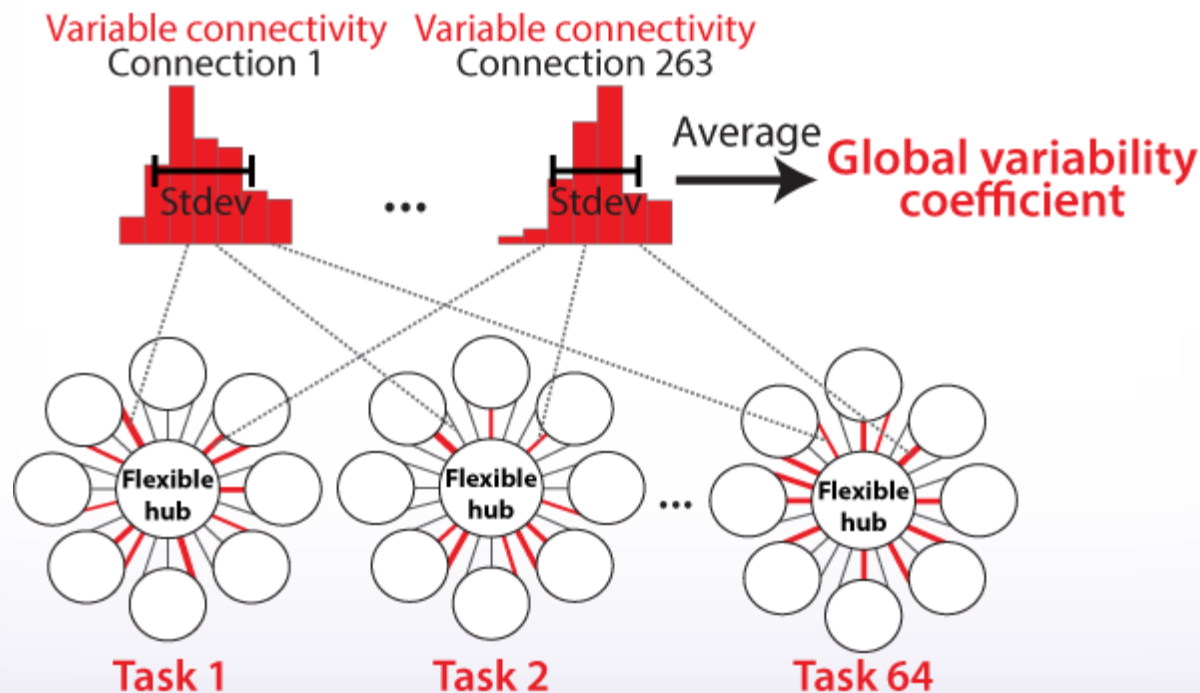 Variable connectivity
Connection 1
Variable connectivity
Connection 263
Stdev
...
Stdev
Average
Global variability
coefficient
Flexible
hub
Flexible
hub
...
Flexible
hub
Task 1
Task 2
Task 64